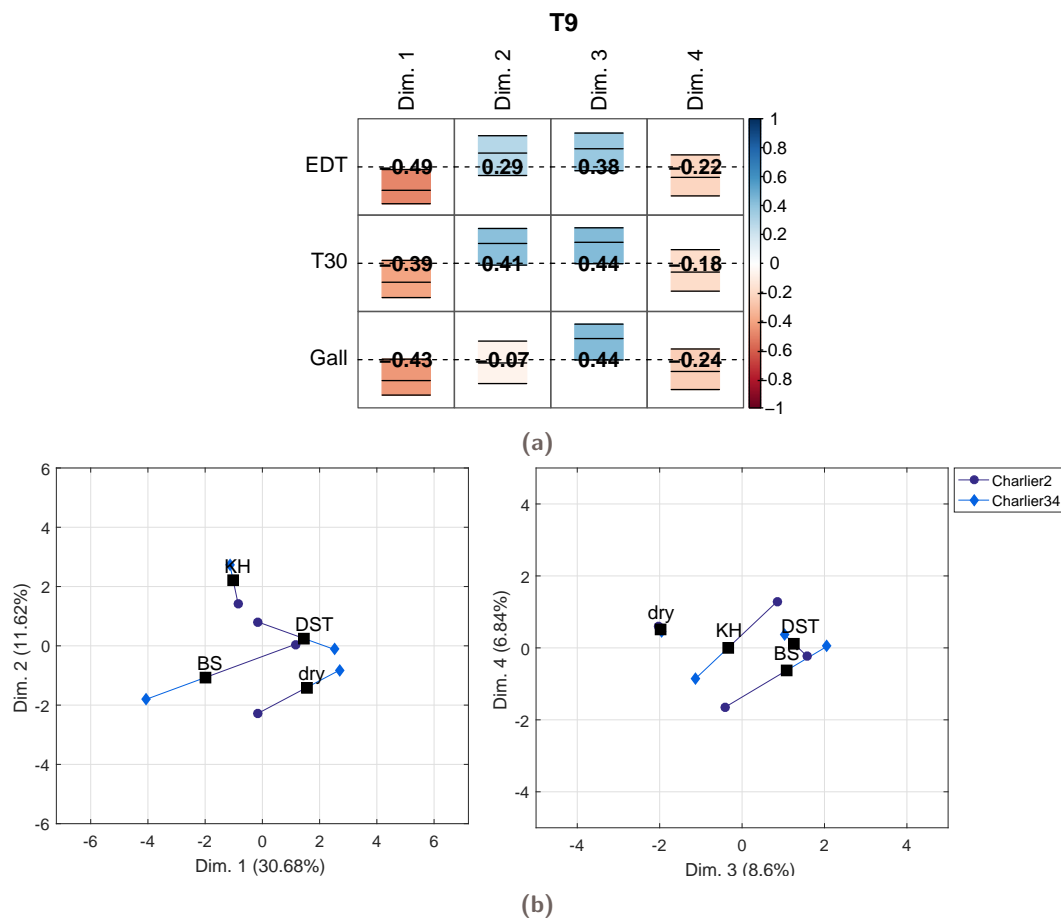 T9
Dim. 1 Dim. 2 Dim. 3 Dim. 4
EDT −0.49 0.29 0.38 −0.22
T30 −0.39 0.41 0.44 −0.18
Gall −0.43 −0.07 0.44 −0.24
1
0.8
0.6
0.4
0.2
0
−0.2
−0.4
−0.6
−0.8
−1
(a)
6
4
2
0
-2
-4
-6
Dim. 2 (11.62%)
KH
DST
BS
dry
-6 -4 -2 0 2 4 6
Dim. 1 (30.68%)
4
2
0
-2
-4
Dim. 4 (6.84%)
dry
KH
DST
BS
-4 -2 0 2 4
Dim. 3 (8.6%)
Charlier2
Charlier34
(b)